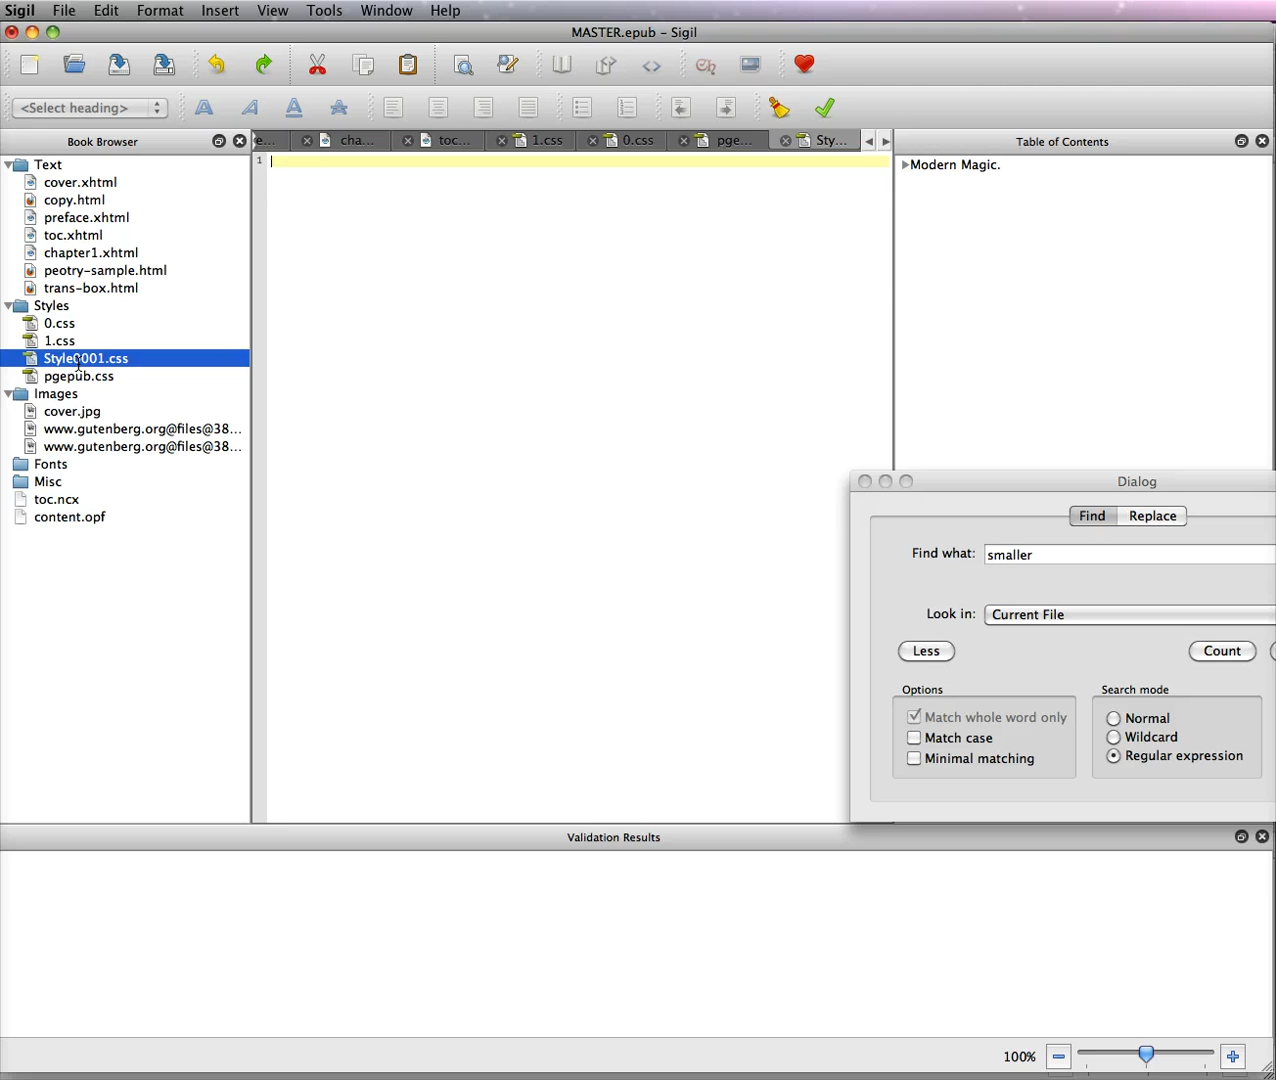 Sigil File Edit Format Insert View Tools Window Help
MASTER.epub - Sigil
<Select heading>
Book Browser
Text
cover.xhtml
copy.html
preface.xhtml
toc.xhtml
chapter1.xhtml
peotry-sample.html
trans-box.html
Styles
0.css
1.css
Style0001.css
pgepub.css
Images
cover.jpg
www.gutenberg.org@files@38...
www.gutenberg.org@files@38...
Fonts
Misc
toc.ncx
content.opf
e... cha... toc... 1.css 0.css pge... Sty...
1
Table of Contents
Modern Magic.
Dialog
Find Replace
Find what: smaller
Look in: Current File
Less Count
Options
Match whole word only
Match case
Minimal matching
Search mode
Normal
Wildcard
Regular expression
Validation Results
100%